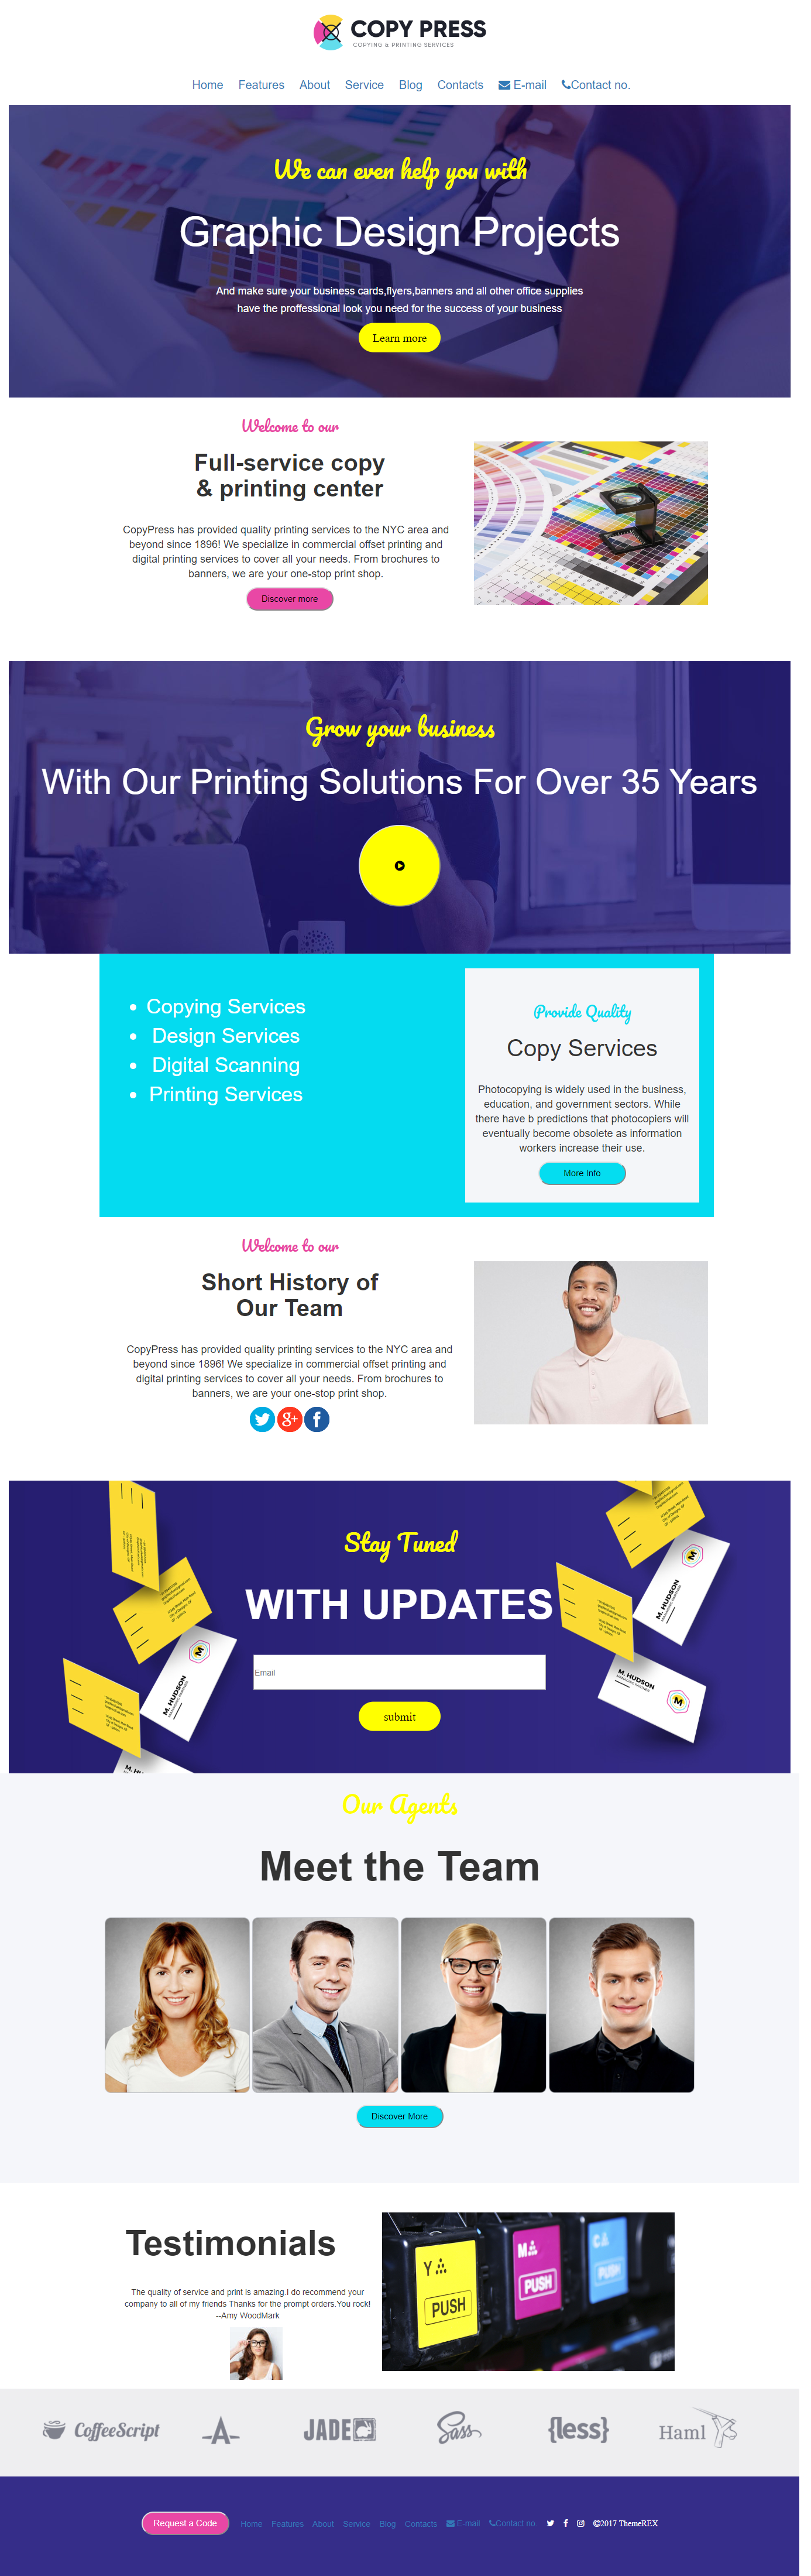 COPY PRESS
COPYING & PRINTING SERVICES
Home Features About Service Blog Contacts E-mail Contact no.
We can even help you with
Graphic Design Projects
And make sure your business cards,flyers,banners and all other office supplies
have the proffessional look you need for the success of your business
Learn more
Welcome to our
Full-service copy
& printing center
CopyPress has provided quality printing services to the NYC area and
beyond since 1896! We specialize in commercial offset printing and
digital printing services to cover all your needs. From brochures to
banners, we are your one-stop print shop.
Discover more
Grow your business
With Our Printing Solutions For Over 35 Years
Copying Services
Design Services
Digital Scanning
Printing Services
Provide Quality
Copy Services
Photocopying is widely used in the business,
education, and government sectors. While
there have b predictions that photocopiers will
eventually become obsolete as information
workers increase their use.
More Info
Welcome to our
Short History of
Our Team
CopyPress has provided quality printing services to the NYC area and
beyond since 1896! We specialize in commercial offset printing and
digital printing services to cover all your needs. From brochures to
banners, we are your one-stop print shop.
Stay Tuned
WITH UPDATES
Email
submit
M. HUDSON
M
M. HUDSON
M
M. HUDSON
M
Our Agents
Meet the Team
Discover More
Testimonials
The quality of service and print is amazing.I do recommend your
company to all of my friends Thanks for the prompt orders.You rock!
--Amy WoodMark
Y
PUSH
M
PUSH
C
PUSH
CoffeeScript
A
JADE
Sass
{less}
Haml
Request a Code Home Features About Service Blog Contacts E-mail Contact no. ©2017 ThemeREX